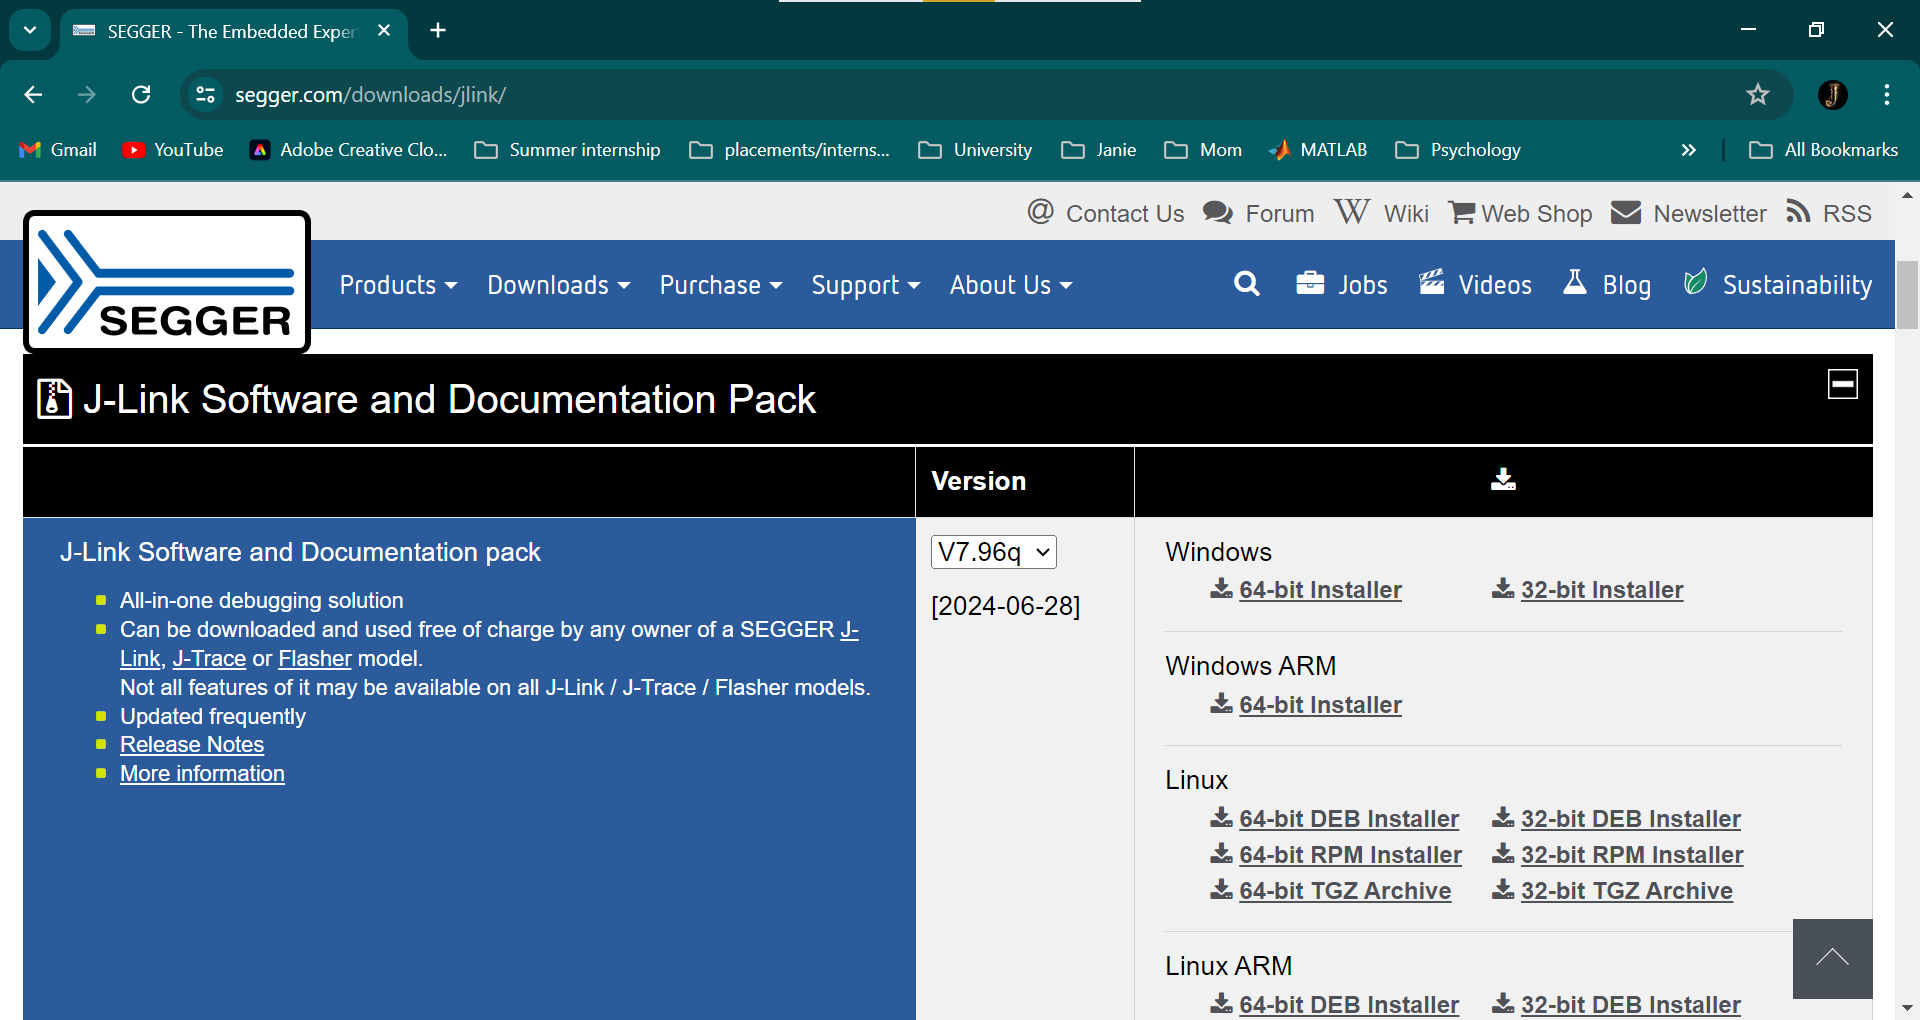 SEGGER - The Embedded Exper
segger.com/downloads/jlink/
Gmail YouTube Adobe Creative Clo... Summer internship placements/interns... University Janie Mom MATLAB Psychology All Bookmarks
@ Contact Us Forum W Wiki Web Shop Newsletter RSS
SEGGER
Products Downloads Purchase Support About Us Jobs Videos Blog Sustainability
J-Link Software and Documentation Pack
Version
J-Link Software and Documentation pack
All-in-one debugging solution
Can be downloaded and used free of charge by any owner of a SEGGER J-
Link, J-Trace or Flasher model.
Not all features of it may be available on all J-Link / J-Trace / Flasher models.
Updated frequently
Release Notes
More information
V7.96q
[2024-06-28]
Windows
64-bit Installer 32-bit Installer
Windows ARM
64-bit Installer
Linux
64-bit DEB Installer 32-bit DEB Installer
64-bit RPM Installer 32-bit RPM Installer
64-bit TGZ Archive 32-bit TGZ Archive
Linux ARM
64-bit DEB Installer 32-bit DEB Installer